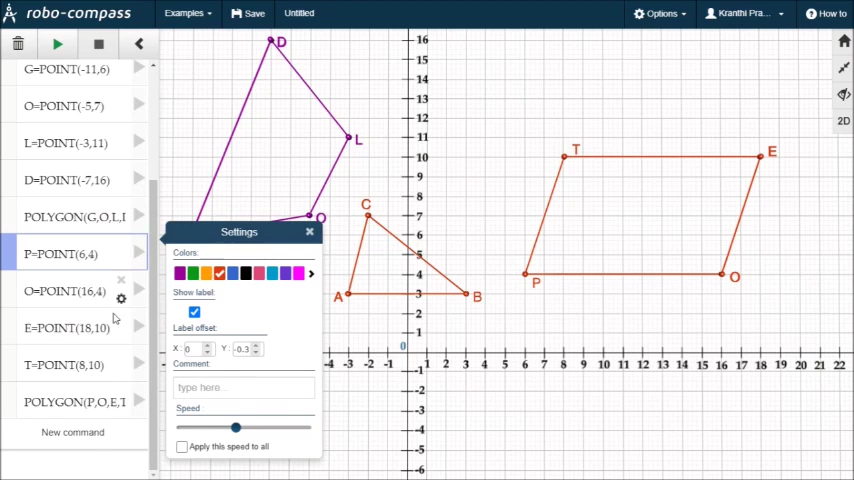 robo-compass
Examples
Save
Untitled
Options
Kranthi Pra...
How to
2D
G=POINT(-11,6)
O=POINT(-5,7)
L=POINT(-3,11)
D=POINT(-7,16)
POLYGON(G,O,L,I
P=POINT(6,4)
O=POINT(16,4)
E=POINT(18,10)
T=POINT(8,10)
POLYGON(P,O,E,T
New command
Settings
Colors:
Show label:
Label offset:
X : 0 Y : -0.3
Comment:
type here...
Speed :
Apply this speed to all
D
L
O
C
A
B
T
E
P
O
16
15
14
13
12
11
10
9
8
7
6
5
4
3
2
1
0
-1
-2
-3
-4
-5
-6
-3 -2 -1 1 2 3 4 5 6 7 8 9 10 11 12 13 14 15 16 17 18 19 20 21 22